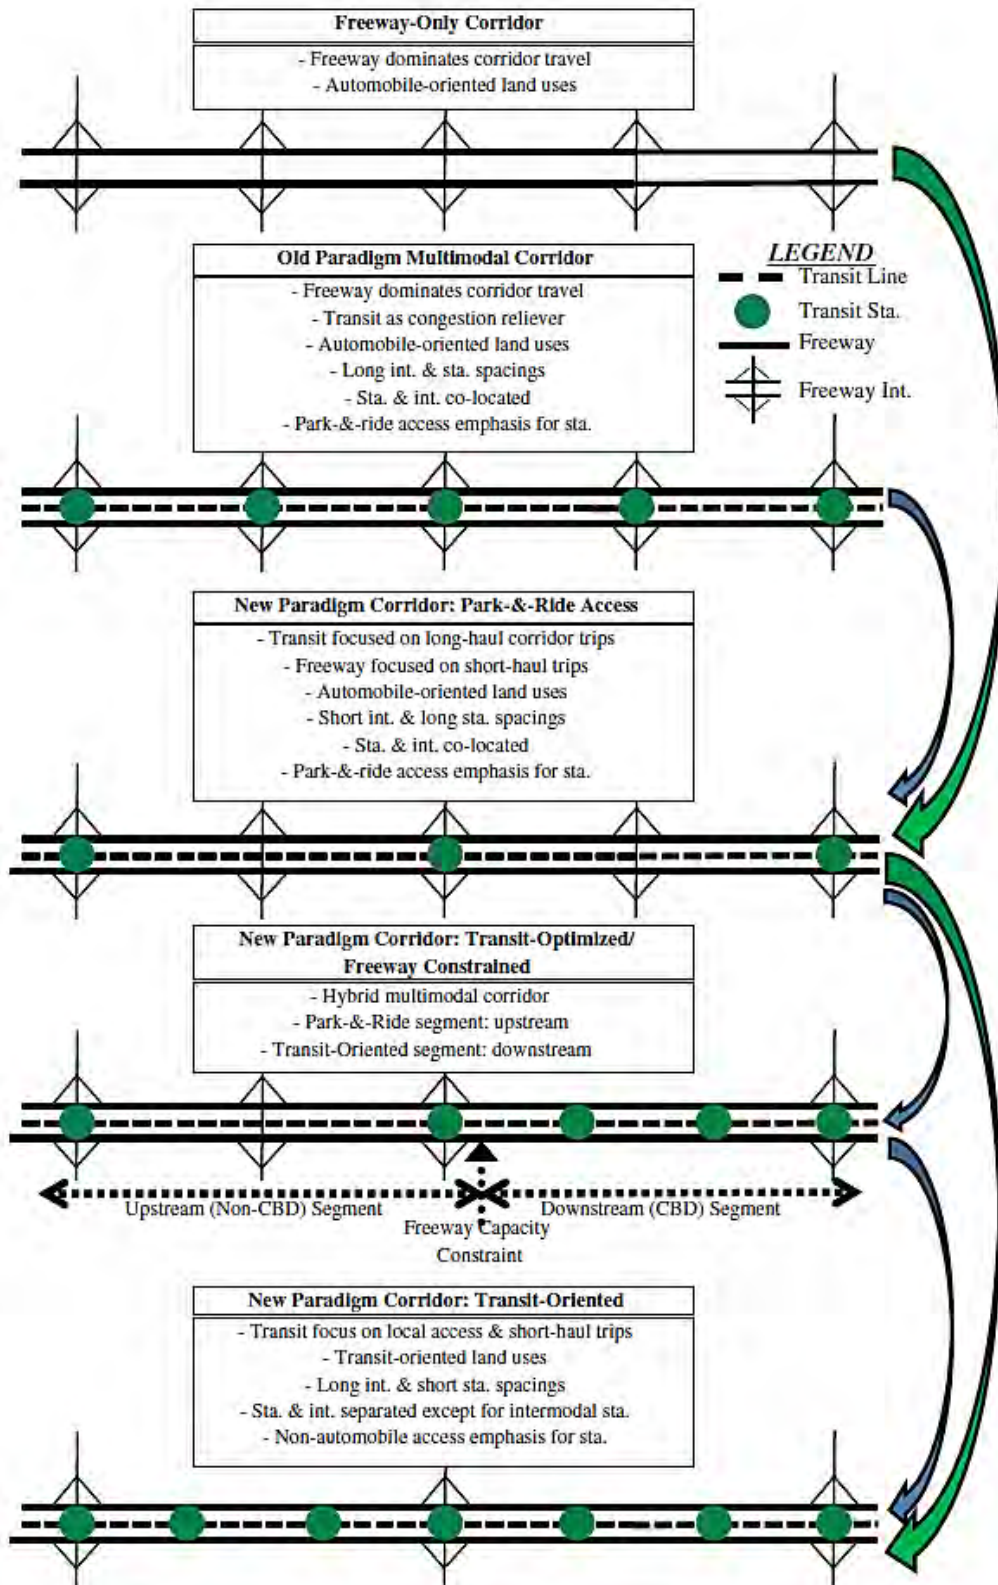 Freeway-Only Corridor
- Freeway dominates corridor travel
- Automobile-oriented land uses
Old Paradigm Multimodal Corridor
- Freeway dominates corridor travel
- Transit as congestion reliever
- Automobile-oriented land uses
- Long int. & sta. spacings
- Sta. & int. co-located
- Park-&-ride access emphasis for sta.
LEGEND
Transit Line
Transit Sta.
Freeway
Freeway Int.
New Paradigm Corridor: Park-&-Ride Access
- Transit focused on long-haul corridor trips
- Freeway focused on short-haul trips
- Automobile-oriented land uses
- Short int. & long sta. spacings
- Sta. & int. co-located
- Park-&-ride access emphasis for sta.
New Paradigm Corridor: Transit-Optimized/
Freeway Constrained
- Hybrid multimodal corridor
- Park-&-Ride segment: upstream
- Transit-Oriented segment: downstream
Upstream (Non-CBD) Segment
Downstream (CBD) Segment
Freeway Capacity
Constraint
New Paradigm Corridor: Transit-Oriented
- Transit focus on local access & short-haul trips
- Transit-oriented land uses
- Long int. & short sta. spacings
- Sta. & int. separated except for intermodal sta.
- Non-automobile access emphasis for sta.